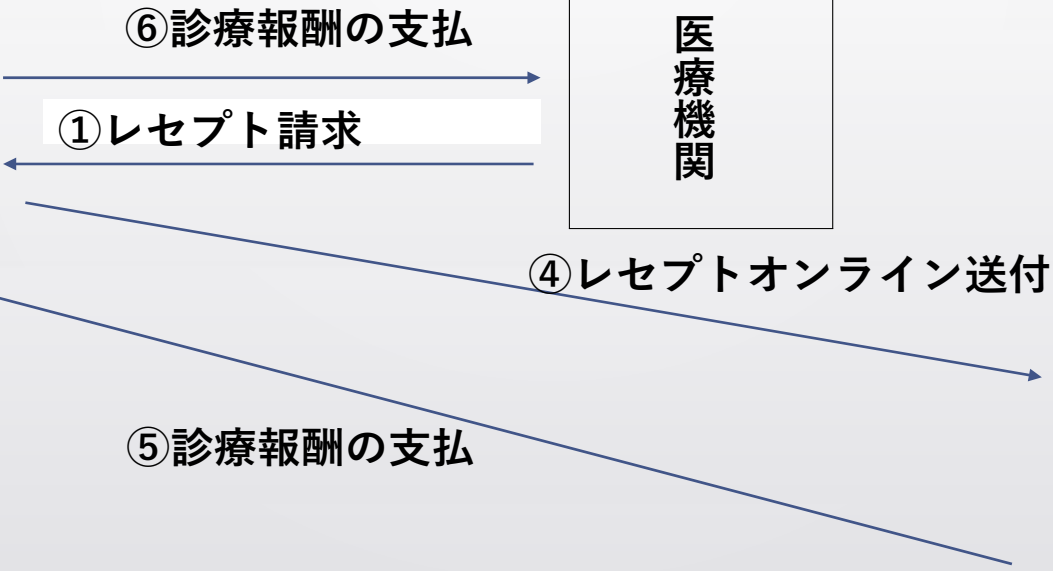 ⑥診療報酬の支払
医療機関
①レセプト請求
④レセプトオンライン送付
⑤診療報酬の支払